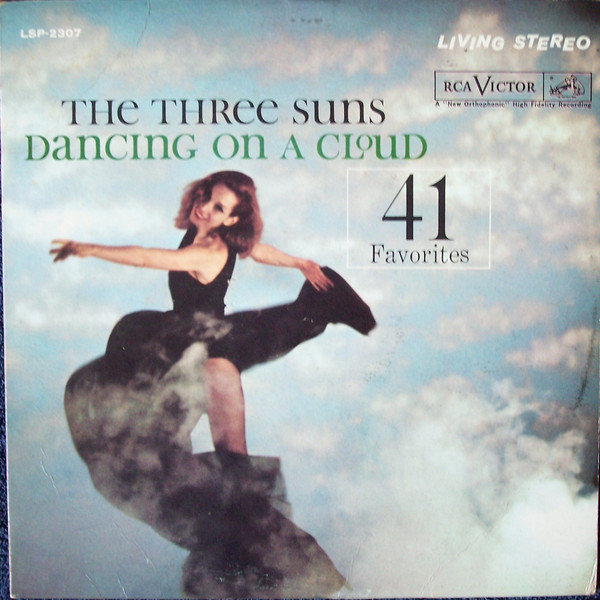 LSP-2307
LIVING STEREO
RCA VICTOR
A "New Orthophonic" High Fidelity Recording
THE THREE SUNS
DANCING ON A CLOUD
41
Favorites